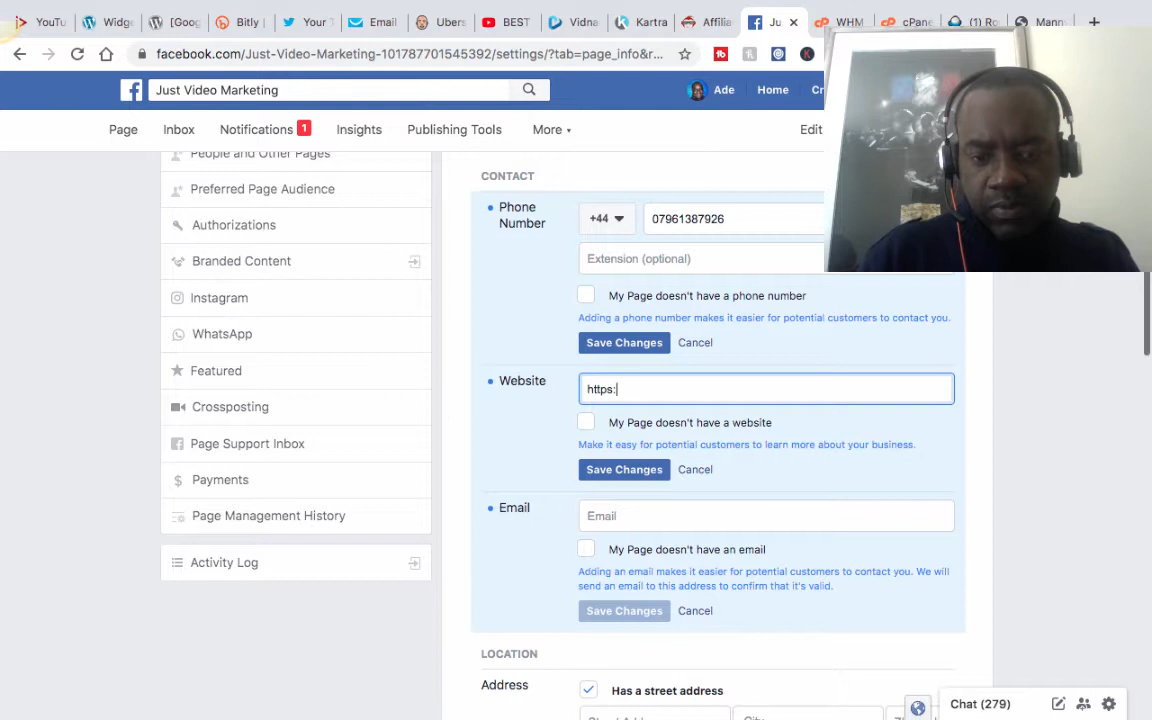 YouTu Widge [Goog Bitly | Your T Email Ubers BEST Vidna Kartra Affilia Ju × WHM cPane (1) Ro Manny +
facebook.com/Just-Video-Marketing-101787701545392/settings/?tab=page_info&r...
Just Video Marketing Ade Home Cr
Page Inbox Notifications 1 Insights Publishing Tools More Edit
People and Other Pages
Preferred Page Audience
Authorizations
Branded Content
Instagram
WhatsApp
Featured
Crossposting
Page Support Inbox
Payments
Page Management History
Activity Log
CONTACT
Phone Number +44 07961387926
Extension (optional)
My Page doesn't have a phone number
Adding a phone number makes it easier for potential customers to contact you.
Save Changes Cancel
Website https:
My Page doesn't have a website
Make it easy for potential customers to learn more about your business.
Save Changes Cancel
Email Email
My Page doesn't have an email
Adding an email makes it easier for potential customers to contact you. We will
send an email to this address to confirm that it's valid.
Save Changes Cancel
LOCATION
Address Has a street address
Street Address City
Chat (279)